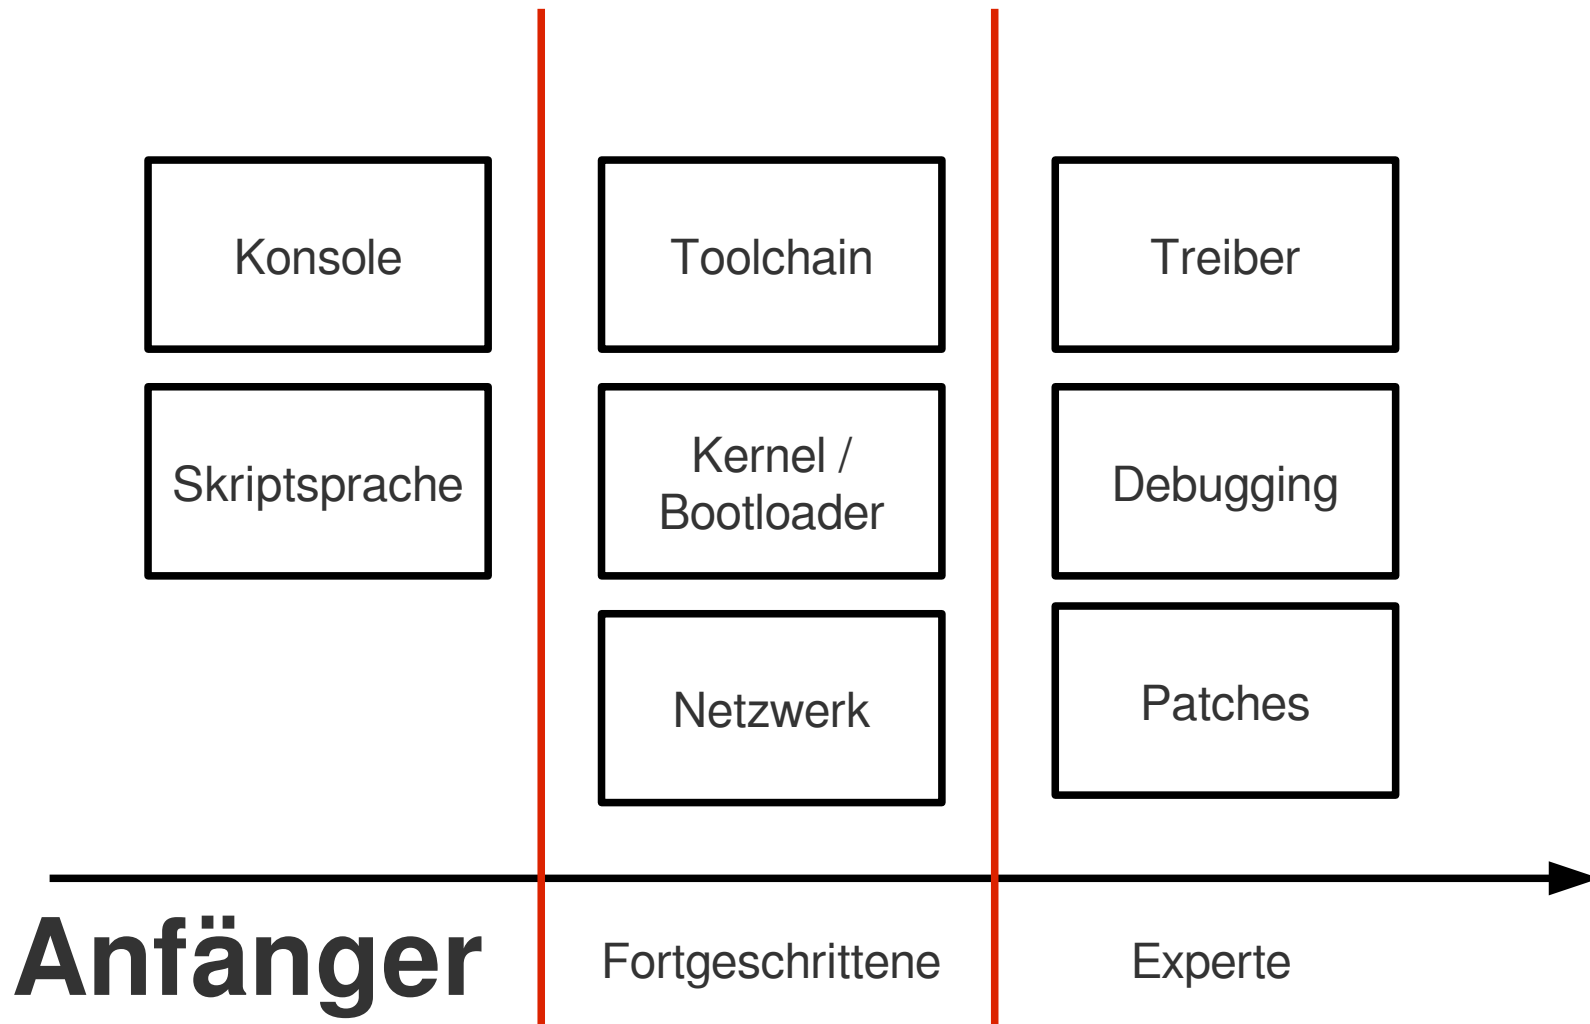 Konsole
Toolchain
Treiber
Skriptsprache
Kernel /
Bootloader
Debugging
Netzwerk
Patches
Anfänger
Fortgeschrittene
Experte